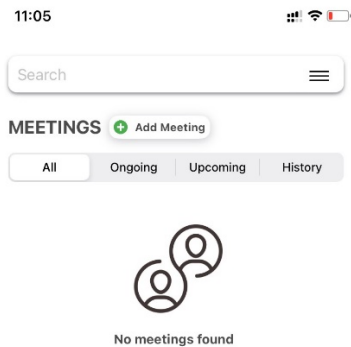 11:05
Search
MEETINGS Add Meeting
All Ongoing Upcoming History
No meetings found